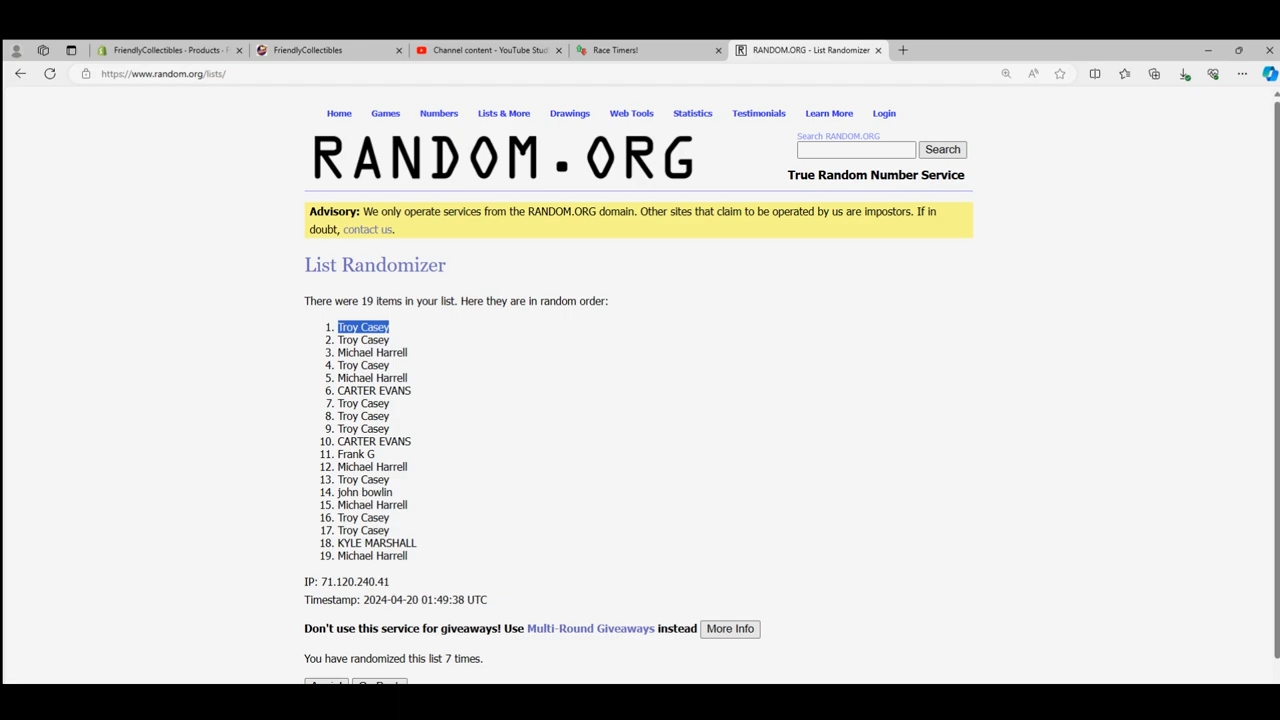 FriendlyCollectibles - Products - F
FriendlyCollectibles
Channel content - YouTube Stud
Race Timers!
RANDOM.ORG - List Randomizer
https://www.random.org/lists/
Home Games Numbers Lists & More Drawings Web Tools Statistics Testimonials Learn More Login
RANDOM.ORG
Search RANDOM.ORG
Search
True Random Number Service
Advisory: We only operate services from the RANDOM.ORG domain. Other sites that claim to be operated by us are impostors. If in
doubt, contact us.
List Randomizer
There were 19 items in your list. Here they are in random order:
1. Troy Casey
2. Troy Casey
3. Michael Harrell
4. Troy Casey
5. Michael Harrell
6. CARTER EVANS
7. Troy Casey
8. Troy Casey
9. Troy Casey
10. CARTER EVANS
11. Frank G
12. Michael Harrell
13. Troy Casey
14. john bowlin
15. Michael Harrell
16. Troy Casey
17. Troy Casey
18. KYLE MARSHALL
19. Michael Harrell
IP: 71.120.240.41
Timestamp: 2024-04-20 01:49:38 UTC
Don't use this service for giveaways! Use Multi-Round Giveaways instead More Info
You have randomized this list 7 times.